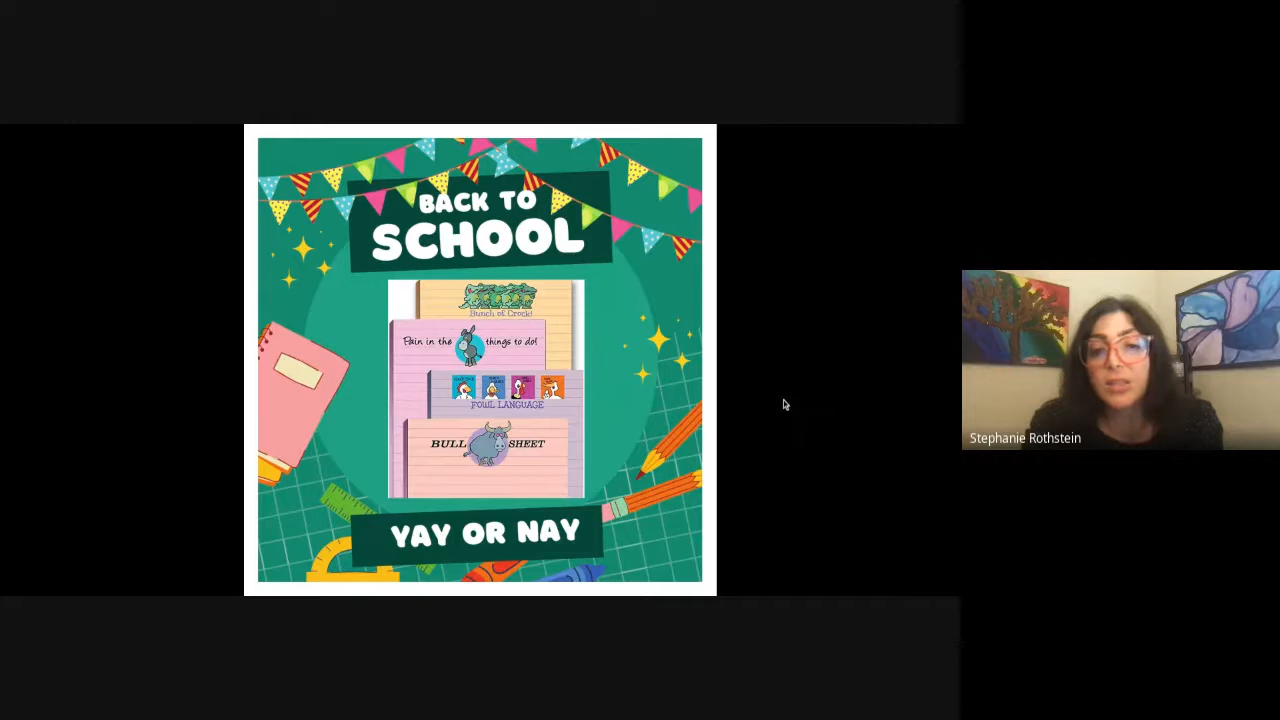 BACK TO
SCHOOL
Bunch of Crock!
Pain in the things to do!
FOWL LANGUAGE
BULL SHEET
YAY OR NAY
Stephanie Rothstein